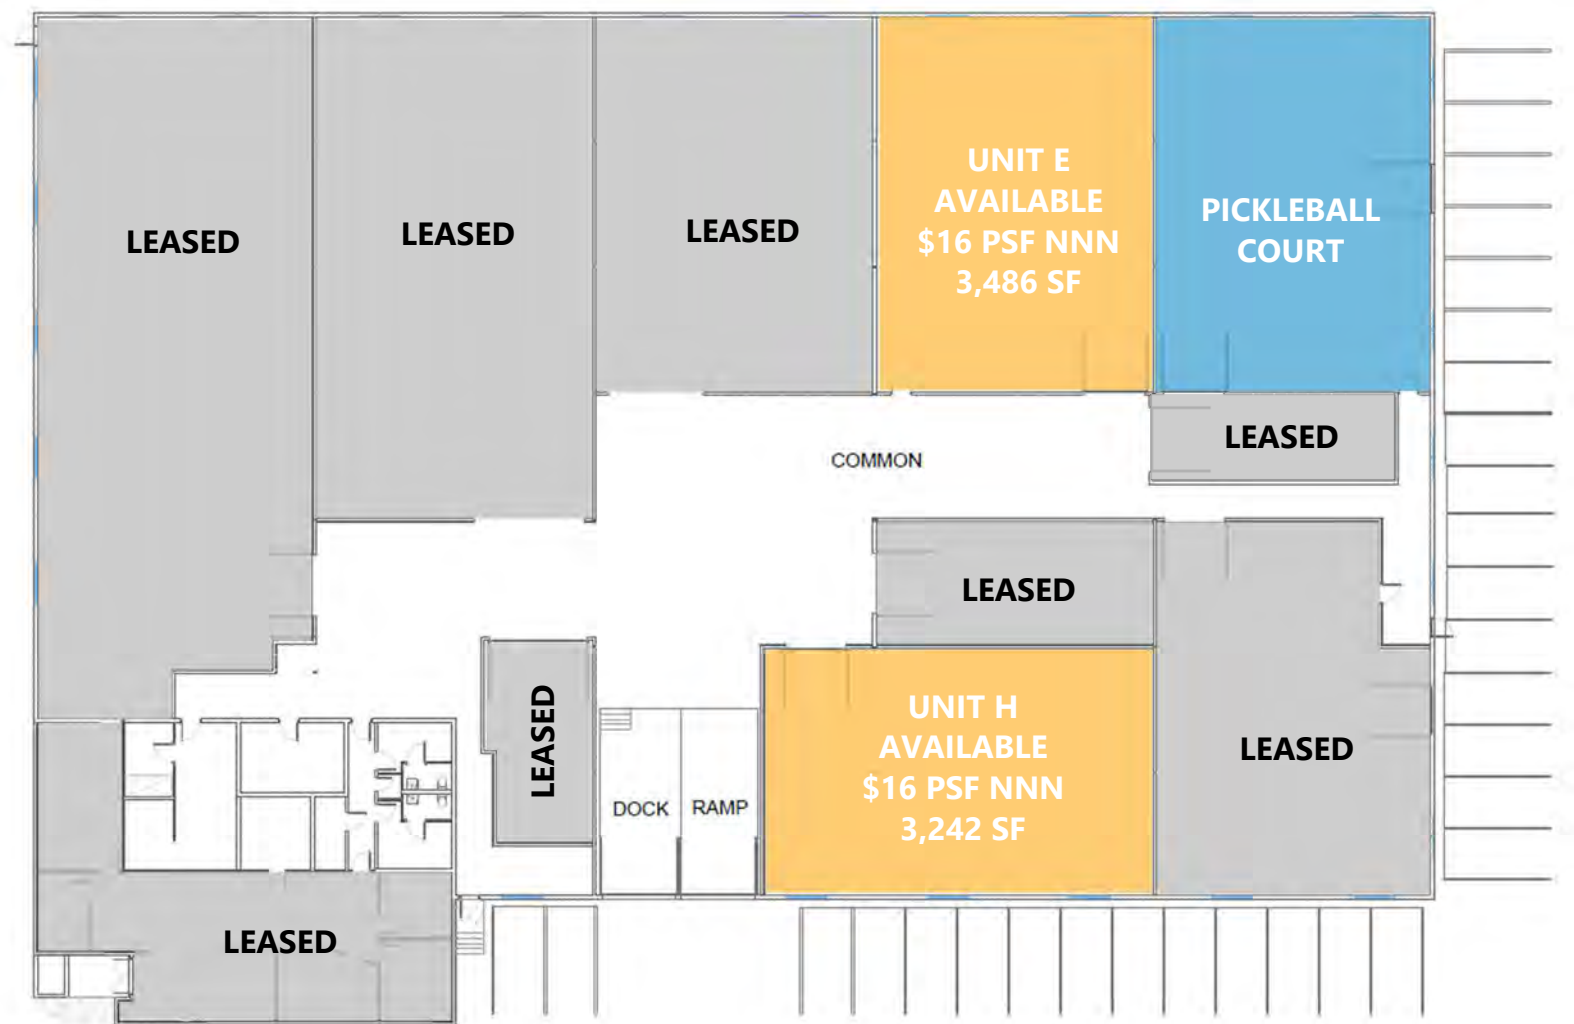 LEASED
LEASED
LEASED
UNIT E
AVAILABLE
$16 PSF NNN
3,486 SF
PICKLEBALL
COURT
LEASED
COMMON
LEASED
LEASED
UNIT H
AVAILABLE
$16 PSF NNN
3,242 SF
LEASED
DOCK
RAMP
LEASED